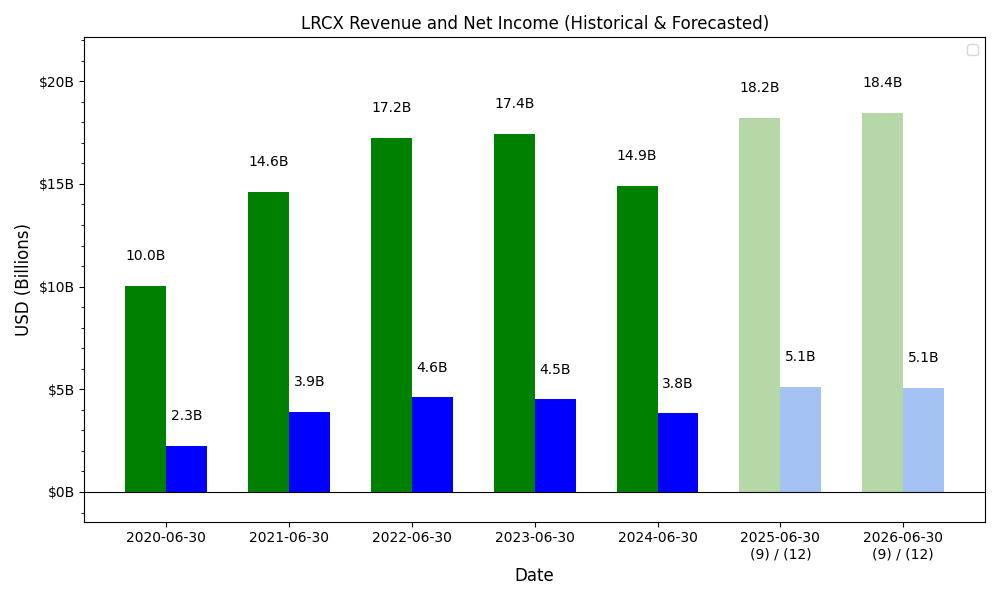 LRCX Revenue and Net Income (Historical & Forecasted)
USD (Billions)
$20B
$15B
$10B
$5B
$0B
10.0B
2.3B
14.6B
3.9B
17.2B
4.6B
17.4B
4.5B
14.9B
3.8B
18.2B
5.1B
18.4B
5.1B
2020-06-30
2021-06-30
2022-06-30
2023-06-30
2024-06-30
2025-06-30
(9) / (12)
2026-06-30
(9) / (12)
Date